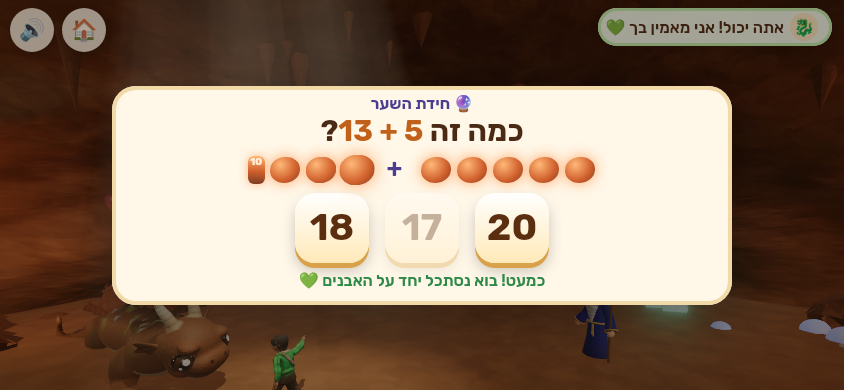 אתה יכול! אני מאמין בך 💚
🔮 חידת השער
כמה זה 5 + 13?
10
+
18 17 20
כמעט! בוא נסתכל יחד על האבנים 💚